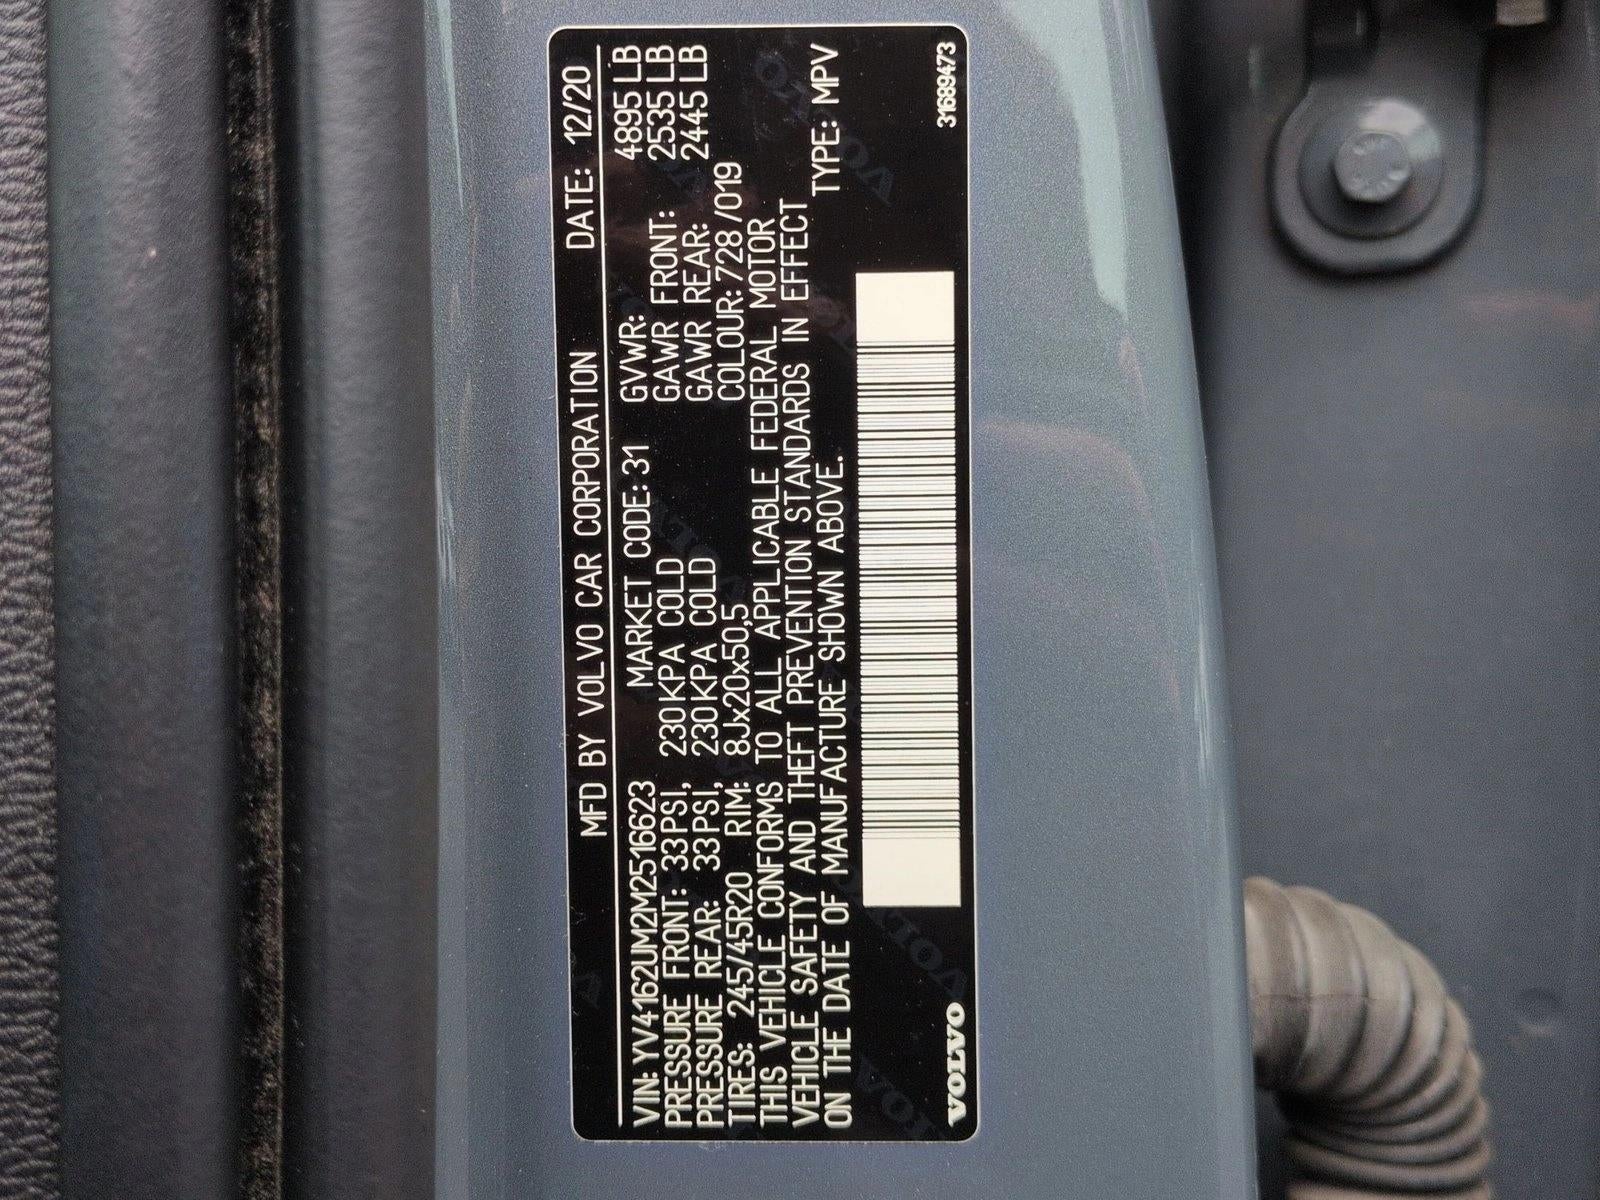 MFD BY VOLVO CAR CORPORATION DATE: 12/20
VIN: YV4162UM2M2516623 MARKET CODE: 31 GVWR: 4895 LB
PRESSURE FRONT: 33 PSI, 230 KPA COLD GAWR FRONT: 2535 LB
PRESSURE REAR: 33 PSI, 230 KPA COLD GAWR REAR: 2445 LB
TIRES: 245/45R20 RIM: 8Jx20x50,5 COLOUR: 728 /019
THIS VEHICLE CONFORMS TO ALL APPLICABLE FEDERAL MOTOR
VEHICLE SAFETY AND THEFT PREVENTION STANDARDS IN EFFECT
ON THE DATE OF MANUFACTURE SHOWN ABOVE. TYPE: MPV
VOLVO 31689473